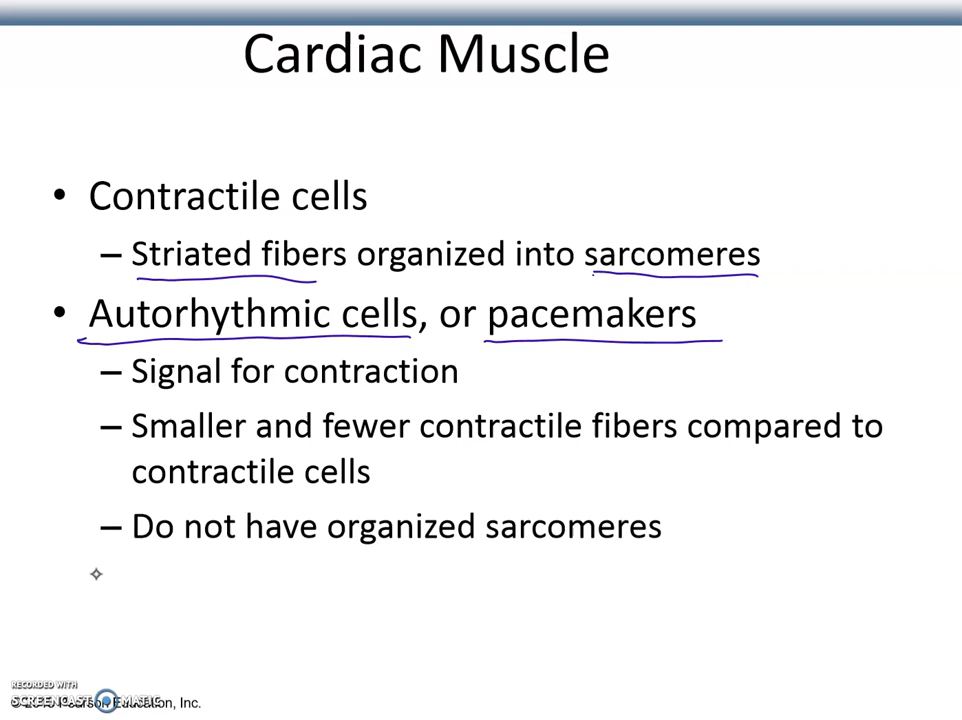 Cardiac Muscle
• Contractile cells
– Striated fibers organized into sarcomeres
• Autorhythmic cells, or pacemakers
– Signal for contraction
– Smaller and fewer contractile fibers compared to
contractile cells
– Do not have organized sarcomeres
RECORDED WITH
SCREENCAST MATIC
Pearson Education, Inc.